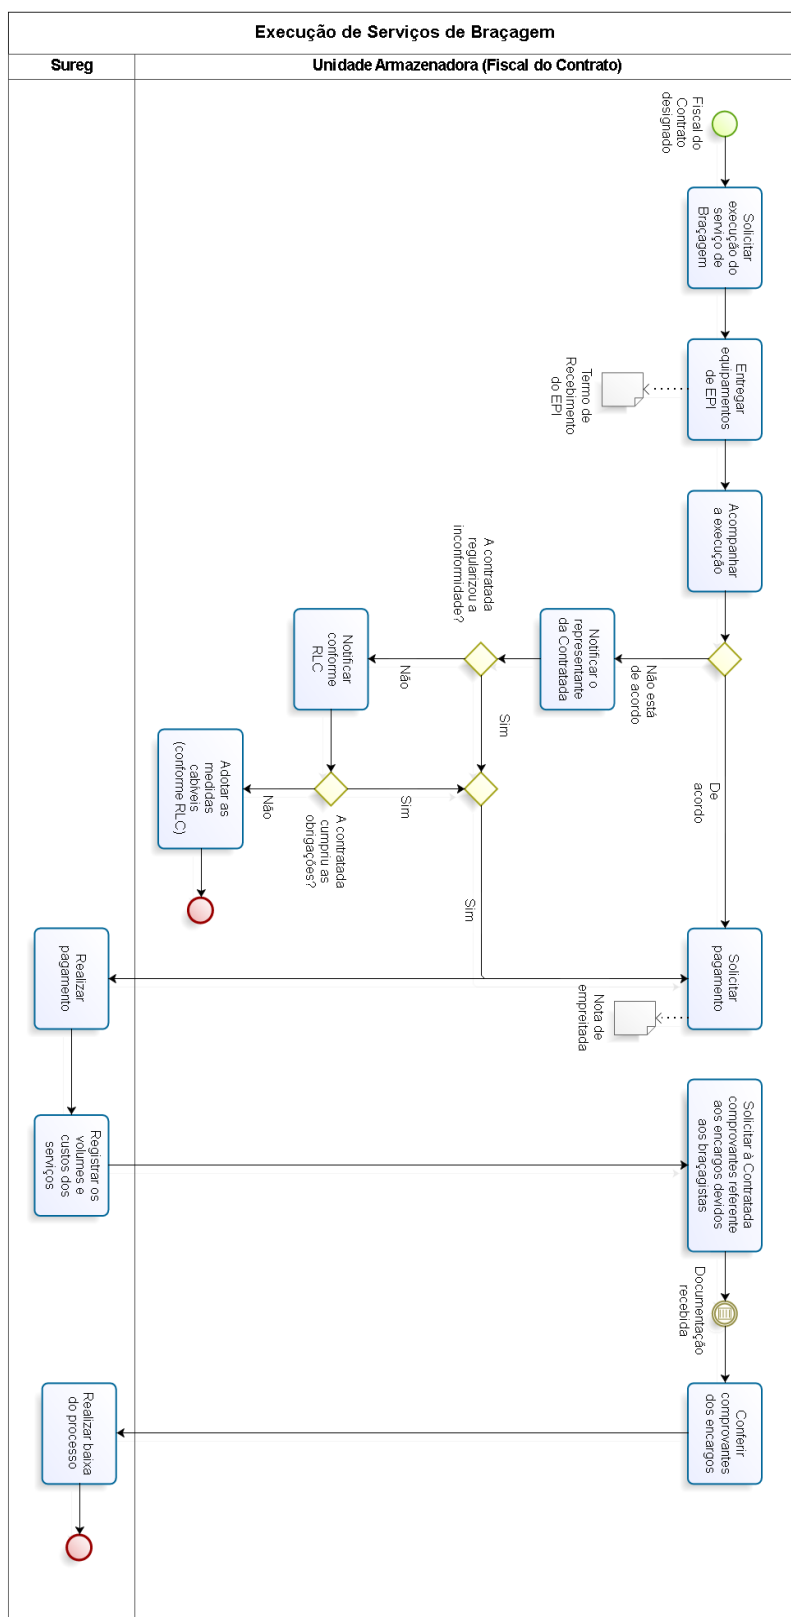 Execução de Serviços de Braçagem
Sureg
Unidade Armazenadora (Fiscal do Contrato)
Fiscal do
Contrato
designado
Solicitar
execução do
serviço de
Braçagem
Entregar
equipamentos
de EPI
Termo de
Recebimento
do EPI
Acompanhar
a execução
Não está
de acordo
De
acordo
Notificar o
representante
da Contratada
A contratada
regularizou a
inconformidade?
Não
Sim
Notificar
conforme
RLC
A contratada
cumpriu as
obrigações?
Sim
Não
Adotar as
medidas
cabíveis
(conforme RLC)
Sim
Solicitar
pagamento
Nota de
empreitada
Realizar
pagamento
Registrar os
volumes e
custos dos
serviços
Solicitar à Contratada
comprovantes referente
aos encargos devidos
aos braçagistas
Documentação
recebida
Conferir
comprovantes
dos encargos
Realizar baixa
do processo